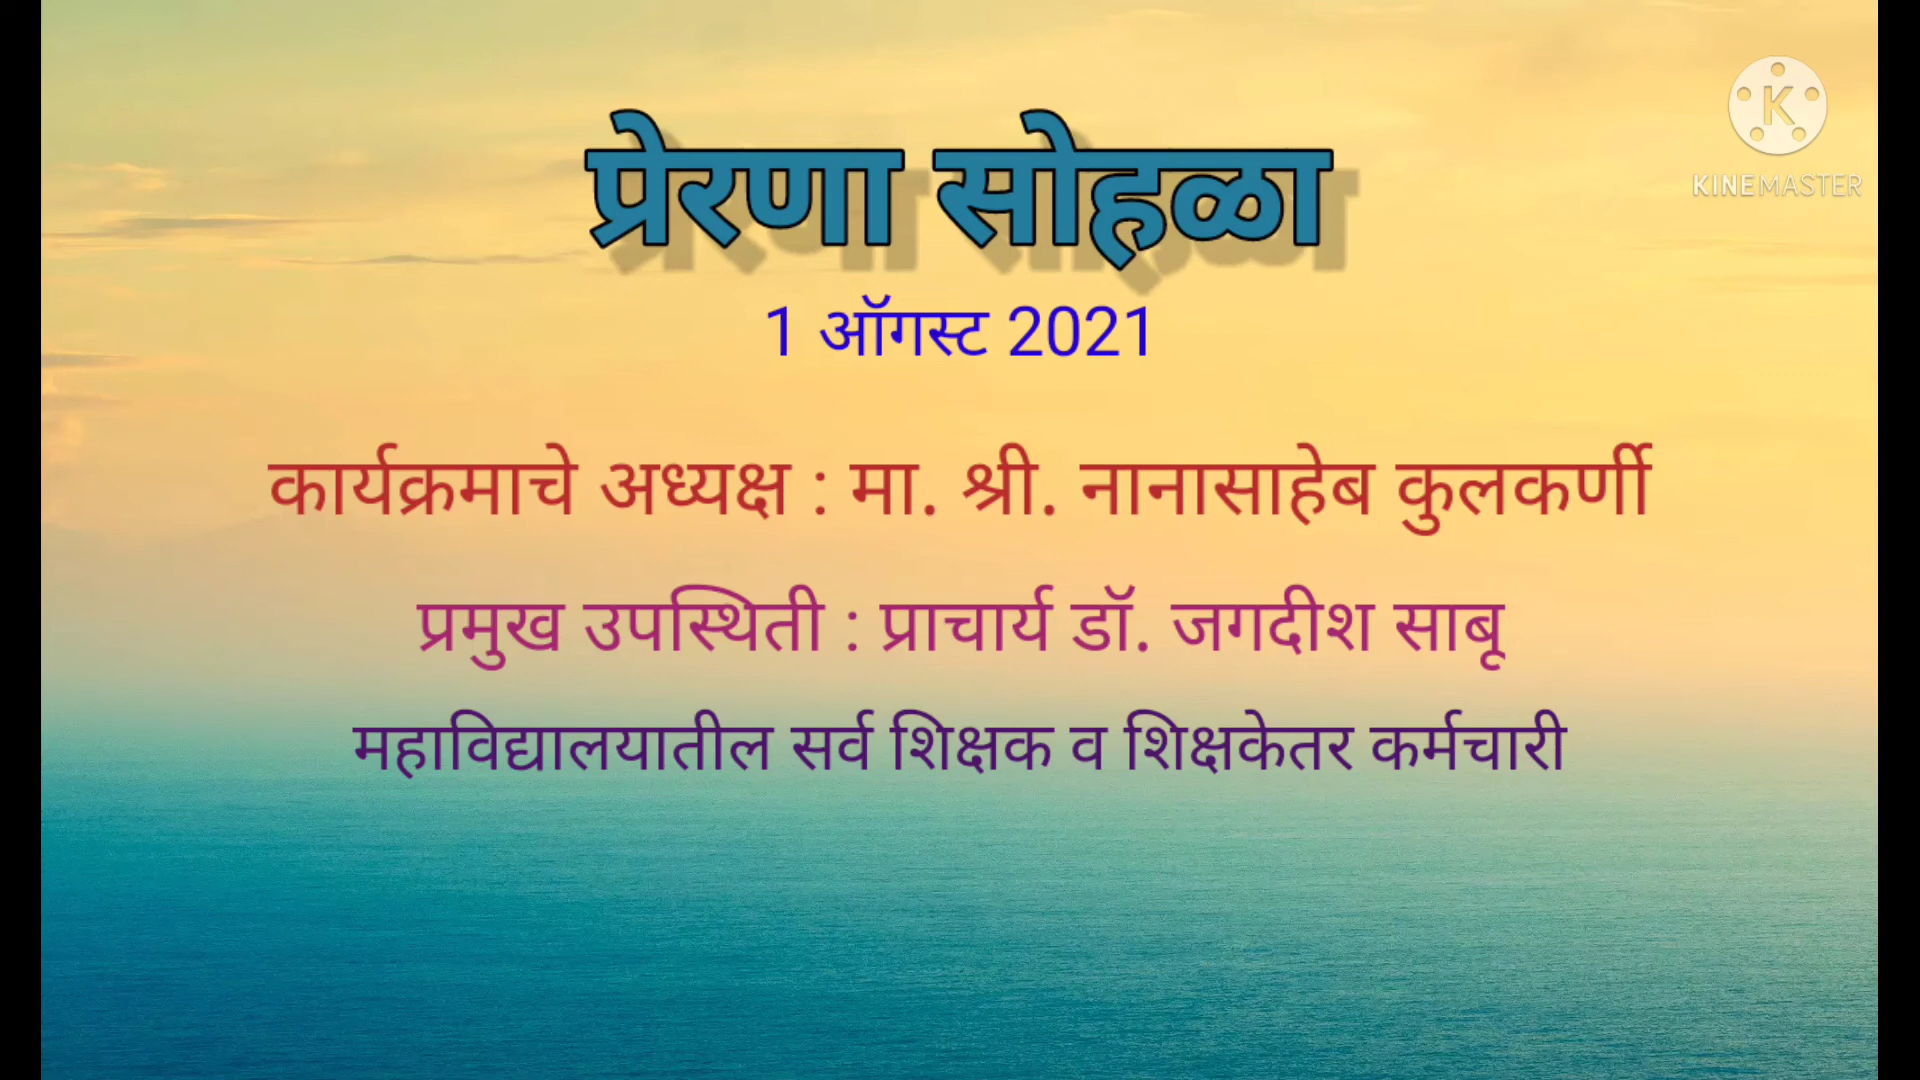 प्रेरणा सोहळा
KINEMASTER
1 ऑगस्ट 2021
कार्यक्रमाचे अध्यक्ष : मा. श्री. नानासाहेब कुलकर्णी
प्रमुख उपस्थिती : प्राचार्य डॉ. जगदीश साबू
महाविद्यालयातील सर्व शिक्षक व शिक्षकेतर कर्मचारी